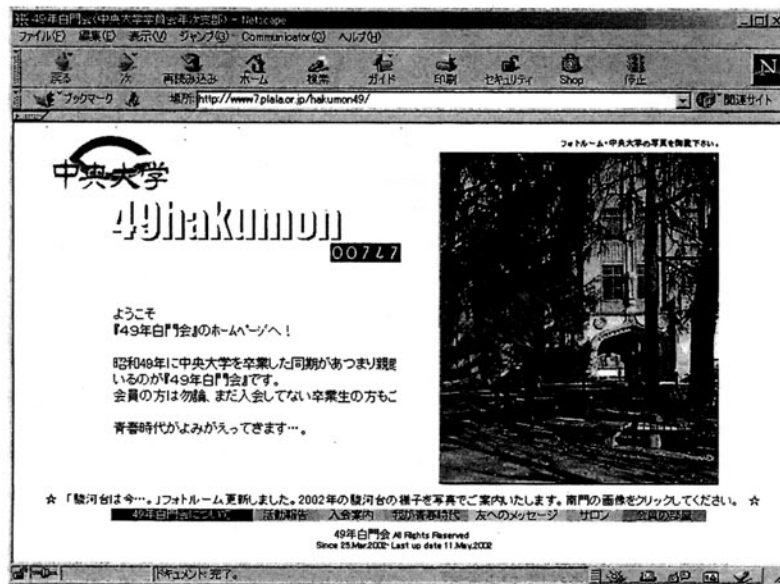 49年白門会(中央大学学員会年次支部) - Netscape
ファイル(F) 編集(E) 表示(V) ジャンプ(G) Communicator(C) ヘルプ(H)
戻る 次 再読み込み ホーム 検索 ガイド 印刷 セキュリティ Shop 停止
ブックマーク 場所: http://www7.plala.or.jp/hakumon49/ 関連サイト
フォトルーム・中央大学の写真を御覧下さい。
中央大学
49hakumon
00747
ようこそ
『49年白門会』のホームページへ!
昭和49年に中央大学を卒業した同期があつまり親睦
いるのが『49年白門会』です。
会員の方は勿論、まだ入会してない卒業生の方もご
青春時代がよみがえってきます…。
☆ 「駿河台は今…。」フォトルーム更新しました。2002年の駿河台の様子を写真でご案内いたします。南門の画像をクリックしてください。 ☆
49年白門会について 活動報告 入会案内 我が青春時代 友へのメッセージ サロン 会員の学風
49年白門会 All Rights Reserved
Since 25.Mar.2002- Last up date 11.May.2002
ドキュメント: 完了。